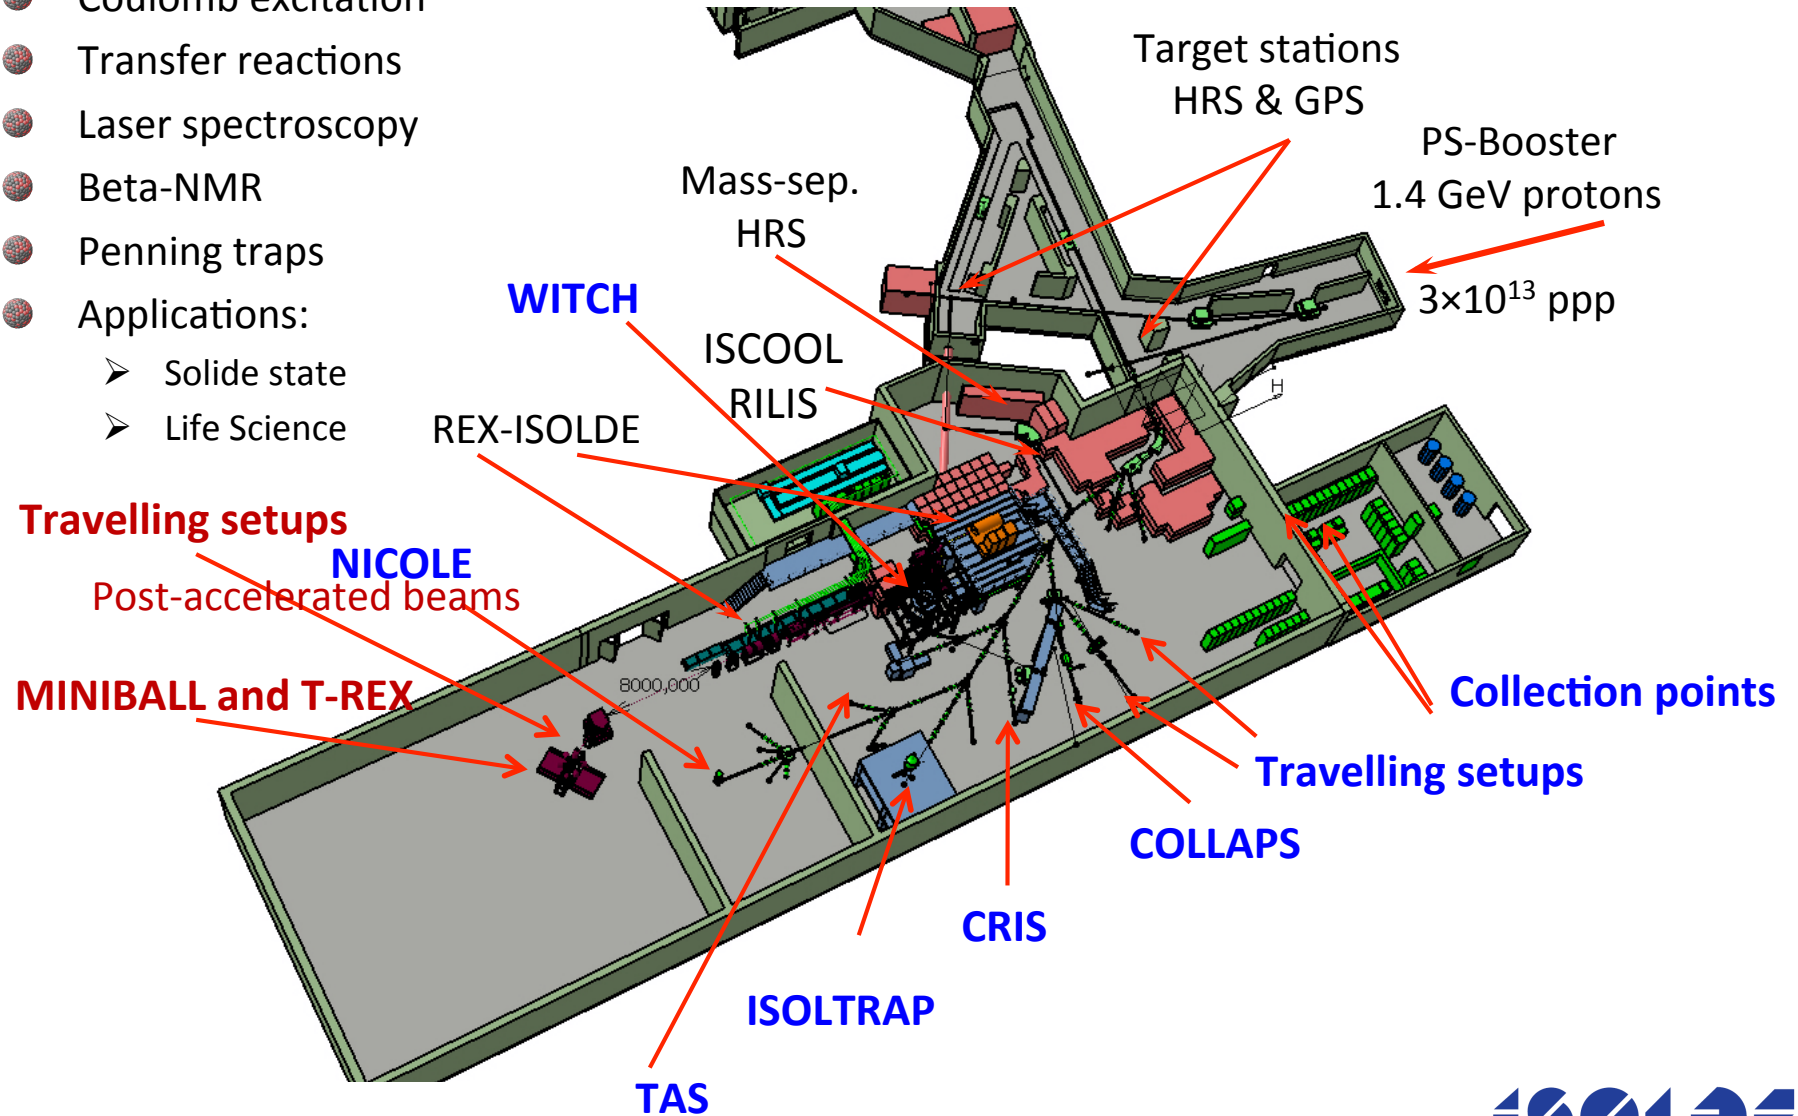 Coulomb excitation
Transfer reactions
Laser spectroscopy
Beta-NMR
Penning traps
Applications:
Solide state
Life Science
Target stations
HRS & GPS
PS-Booster
1.4 GeV protons
3×10¹³ ppp
Mass-sep.
HRS
WITCH
ISCOOL
RILIS
REX-ISOLDE
H
Travelling setups
NICOLE
Post-accelerated beams
MINIBALL and T-REX
8000,000
Collection points
Travelling setups
COLLAPS
CRIS
ISOLTRAP
TAS
ISOLDE